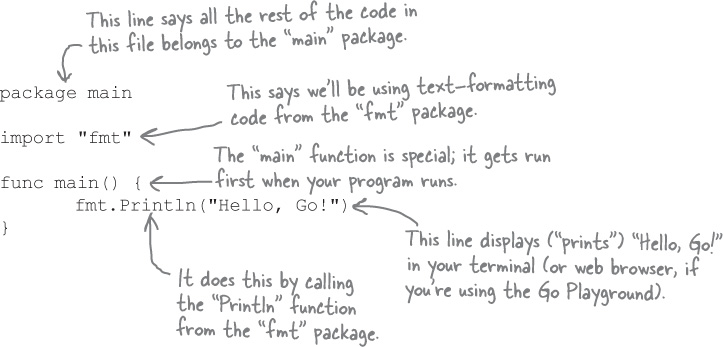 This line says all the rest of the code in
this file belongs to the “main” package.
package main
This says we’ll be using text-formatting
code from the “fmt” package.
import "fmt"
The “main” function is special; it gets run
first when your program runs.
func main() {
fmt.Println("Hello, Go!")
}
This line displays (“prints”) “Hello, Go!”
in your terminal (or web browser, if
you’re using the Go Playground).
It does this by calling
the “Println” function
from the “fmt” package.